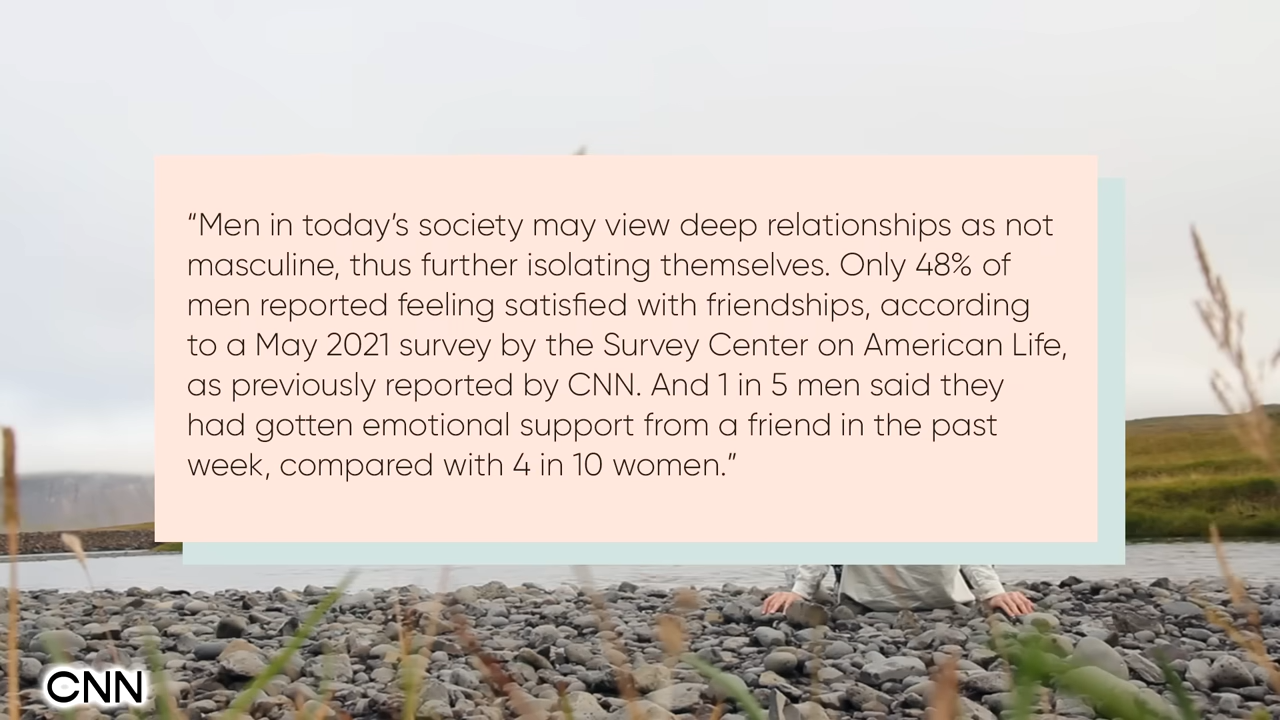 “Men in today’s society may view deep relationships as not
masculine, thus further isolating themselves. Only 48% of
men reported feeling satisfied with friendships, according
to a May 2021 survey by the Survey Center on American Life,
as previously reported by CNN. And 1 in 5 men said they
had gotten emotional support from a friend in the past
week, compared with 4 in 10 women.”
CNN